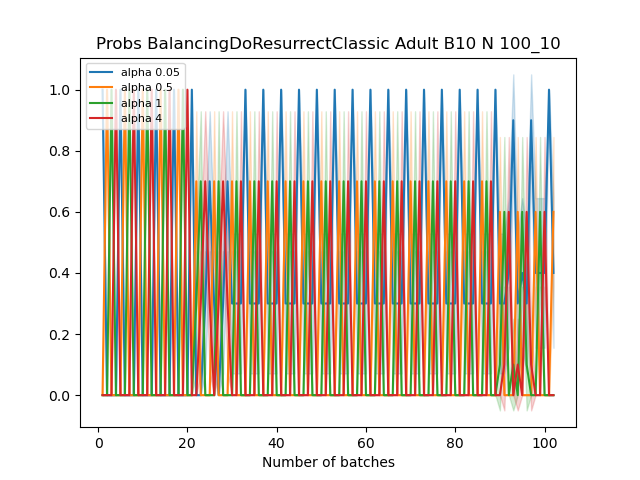 Probs BalancingDoResurrectClassic Adult B10 N 100_10
alpha 0.05
alpha 0.5
alpha 1
alpha 4
1.0
0.8
0.6
0.4
0.2
0.0
0
20
40
60
80
100
Number of batches